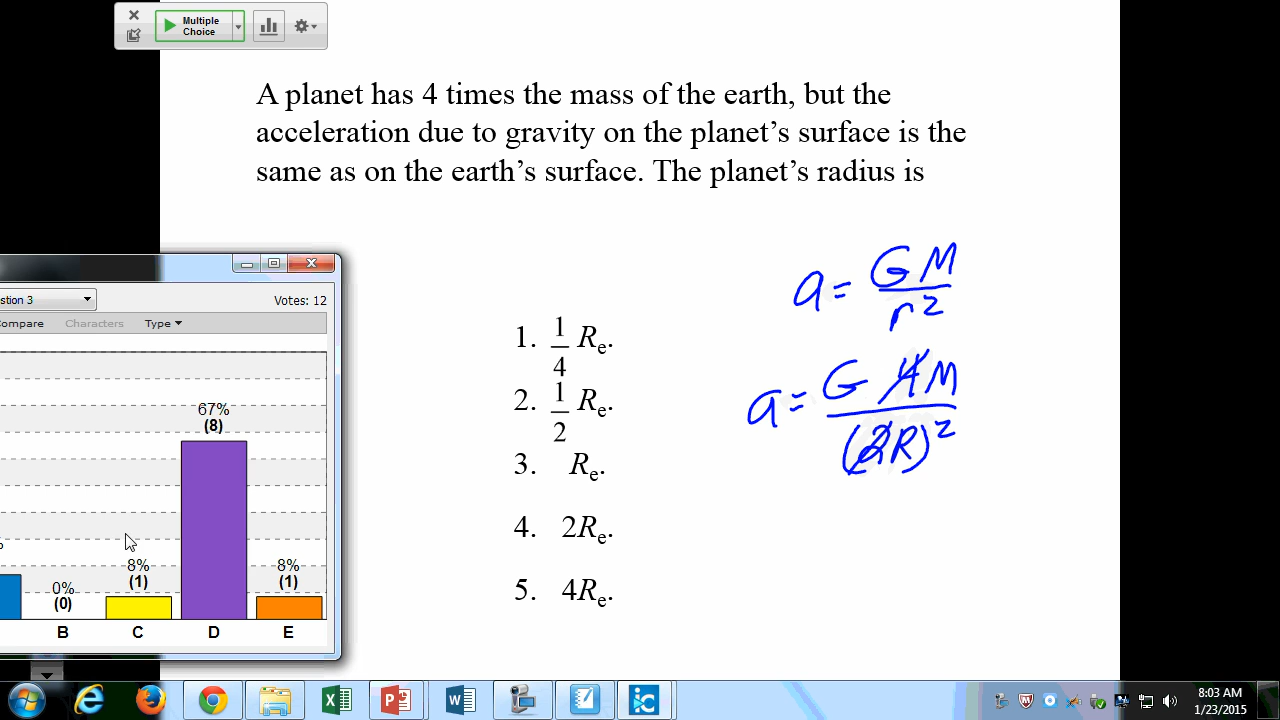 Multiple
Choice
A planet has 4 times the mass of the earth, but the
acceleration due to gravity on the planet’s surface is the
same as on the earth’s surface. The planet’s radius is
stion 3
Votes: 12
ompare
Characters
Type
67%
(8)
%
0%
(0)
8%
(1)
8%
(1)
B
C
D
E
1. 1/4 Re.
2. 1/2 Re.
3. Re.
4. 2Re.
5. 4Re.
a = GM/r²
a = G 4M/(2R)²
8:03 AM
1/23/2015